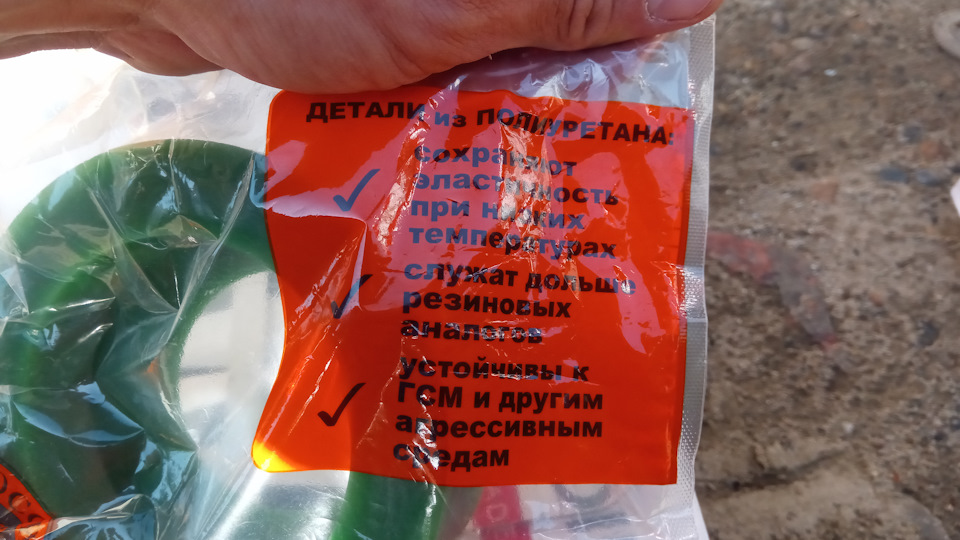 ДЕТАЛИ из ПОЛИУРЕТАНА:
сохраняют
эластичность
при низких
температурах
служат дольше
резиновых
аналогов
устойчивы к
ГСМ и другим
агрессивным
средам